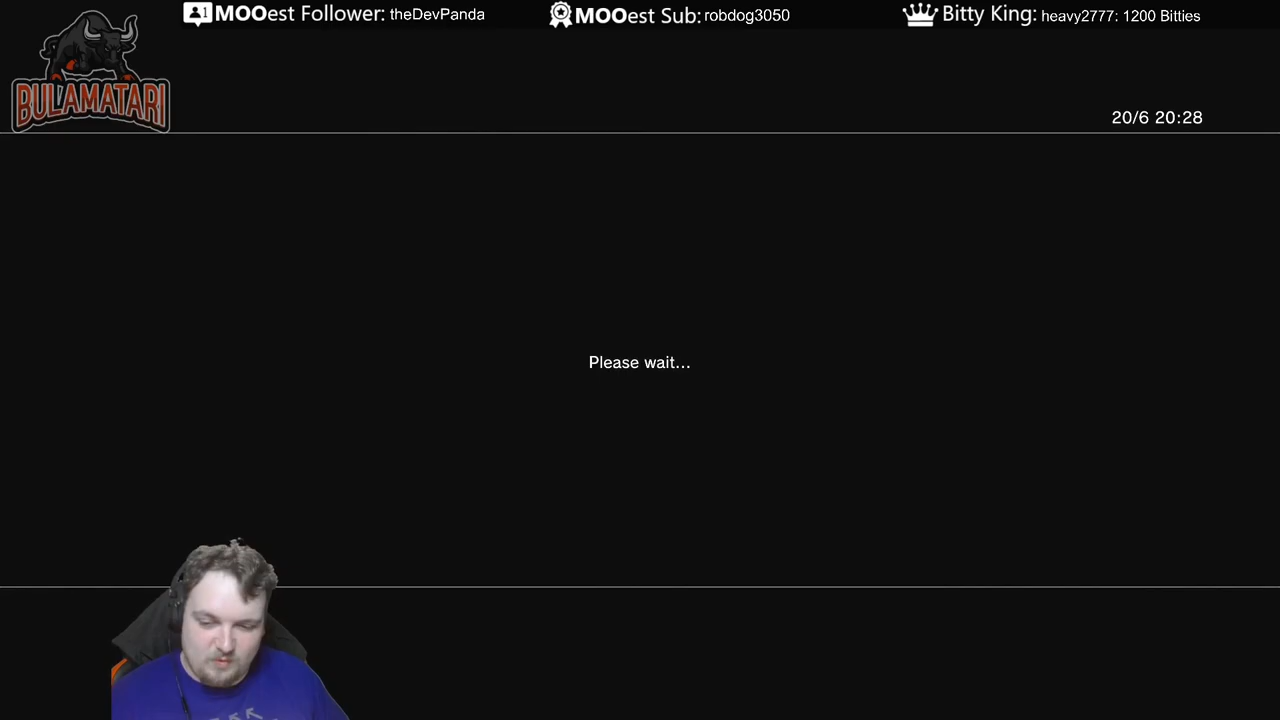 MOOest Follower: theDevPanda
MOOest Sub: robdog3050
Bitty King: heavy2777: 1200 Bitties
BULAMATARI
20/6 20:28
Please wait...